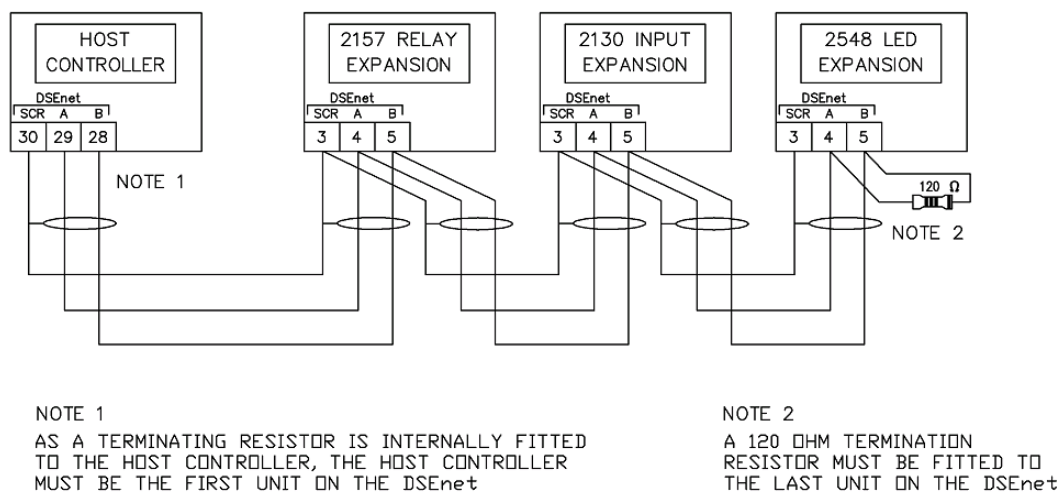 HOST
CONTROLLER
DSEnet
SCR A B
30 29 28
NOTE 1
2157 RELAY
EXPANSION
DSEnet
SCR A B
3 4 5
2130 INPUT
EXPANSION
DSEnet
SCR A B
3 4 5
2548 LED
EXPANSION
DSEnet
SCR A B
3 4 5
120 Ω
NOTE 2
NOTE 1
AS A TERMINATING RESISTOR IS INTERNALLY FITTED
TO THE HOST CONTROLLER, THE HOST CONTROLLER
MUST BE THE FIRST UNIT ON THE DSEnet
NOTE 2
A 120 OHM TERMINATION
RESISTOR MUST BE FITTED TO
THE LAST UNIT ON THE DSEnet